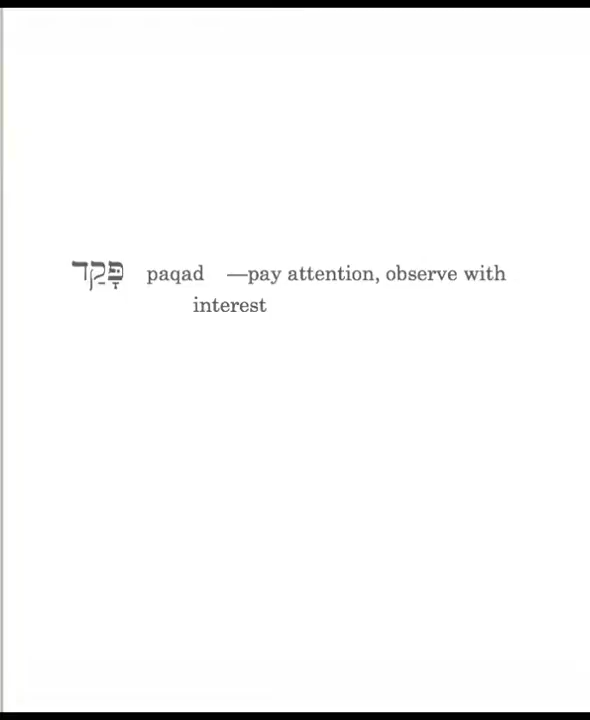 פָּקַד paqad —pay attention, observe with
interest